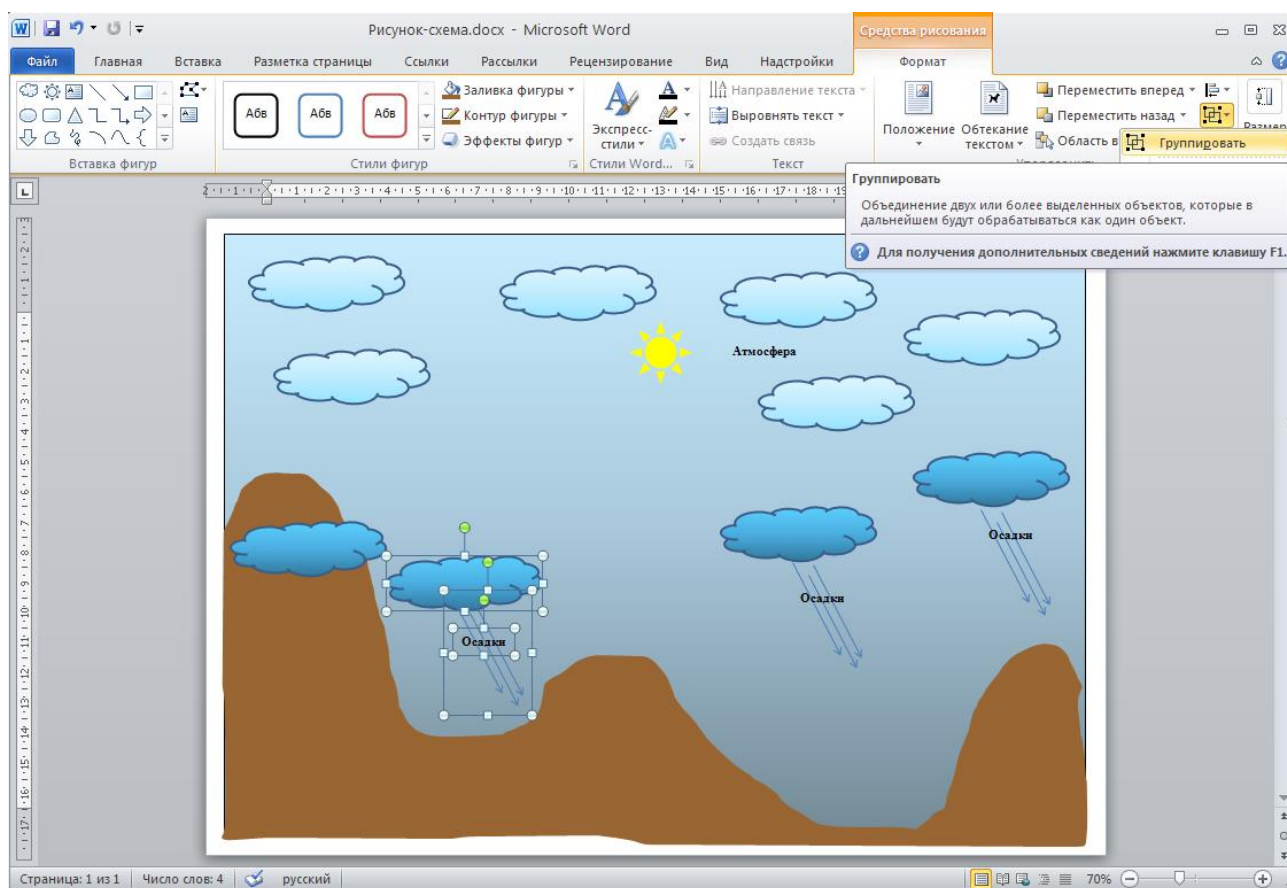 Рисунок-схема.docx - Microsoft Word
Средства рисования
Файл Главная Вставка Разметка страницы Ссылки Рассылки Рецензирование Вид Надстройки Формат
Абв Абв Абв
Заливка фигуры
Контур фигуры
Эффекты фигур
Экспресс-стили
Направление текста
Выровнять текст
Создать связь
Положение
Обтекание текстом
Переместить вперед
Переместить назад
Область в
Группировать
Вставка фигур Стили фигур Стили Word... Текст
Группировать
Объединение двух или более выделенных объектов, которые в
дальнейшем будут обрабатываться как один объект.
Для получения дополнительных сведений нажмите клавишу F1.
Атмосфера
Осадки
Осадки
Осадки
Страница: 1 из 1 Число слов: 4 русский 70%